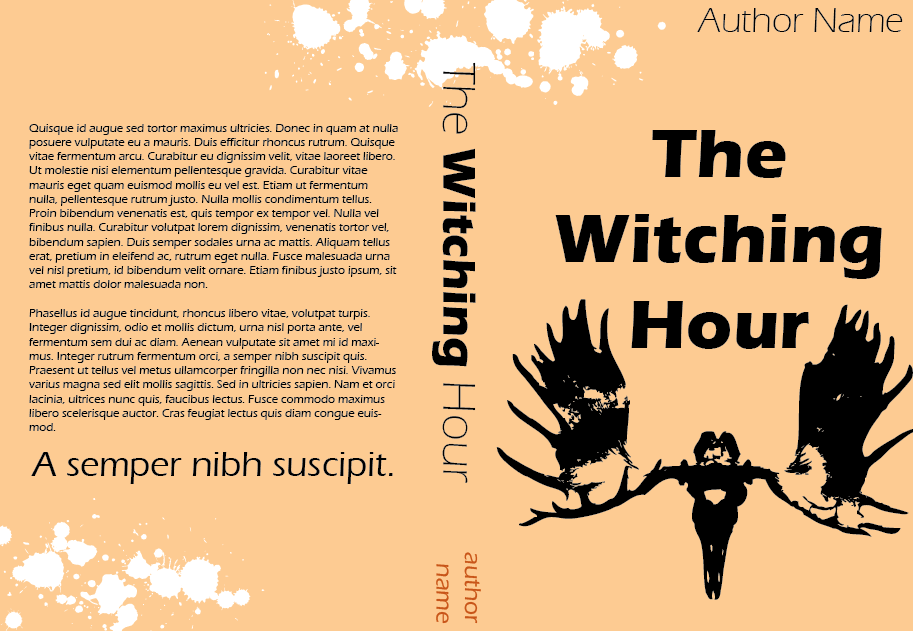 Quisque id augue sed tortor maximus ultricies. Donec in quam at nulla
posuere vulputate eu a mauris. Duis efficitur rhoncus rutrum. Quisque
vitae fermentum arcu. Curabitur eu dignissim velit, vitae laoreet libero.
Ut molestie nisi elementum pellentesque gravida. Curabitur vitae
mauris eget quam euismod mollis eu vel est. Etiam ut fermentum
nulla, pellentesque rutrum justo. Nulla mollis condimentum tellus.
Proin bibendum venenatis est, quis tempor ex tempor vel. Nulla vel
finibus nulla. Curabitur volutpat lorem dignissim, venenatis tortor vel,
bibendum sapien. Duis semper sodales urna ac mattis. Aliquam tellus
erat, pretium in eleifend ac, rutrum eget nulla. Fusce malesuada urna
vel nisl pretium, id bibendum velit ornare. Etiam finibus justo ipsum, sit
amet mattis dolor malesuada non.
Phasellus id augue tincidunt, rhoncus libero vitae, volutpat turpis.
Integer dignissim, odio et mollis dictum, urna nisl porta ante, vel
fermentum sem dui ac diam. Aenean vulputate sit amet mi id maxi-
mus. Integer rutrum fermentum orci, a semper nibh suscipit quis.
Praesent ut tellus vel metus ullamcorper fringilla non nec nisi. Vivamus
varius magna sed elit mollis sagittis. Sed in ultricies sapien. Nam et orci
lacinia, ultrices nunc quis, faucibus lectus. Fusce commodo maximus
libero scelerisque auctor. Cras feugiat lectus quis diam congue euis-
mod.
A semper nibh suscipit.
The Witching Hour
author
name
Author Name
The
Witching
Hour